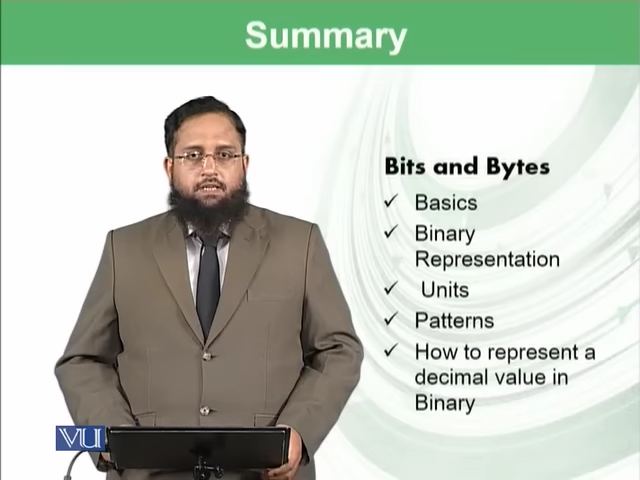 Summary
Bits and Bytes
✓ Basics
✓ Binary
Representation
✓ Units
✓ Patterns
✓ How to represent a
decimal value in
Binary
VU